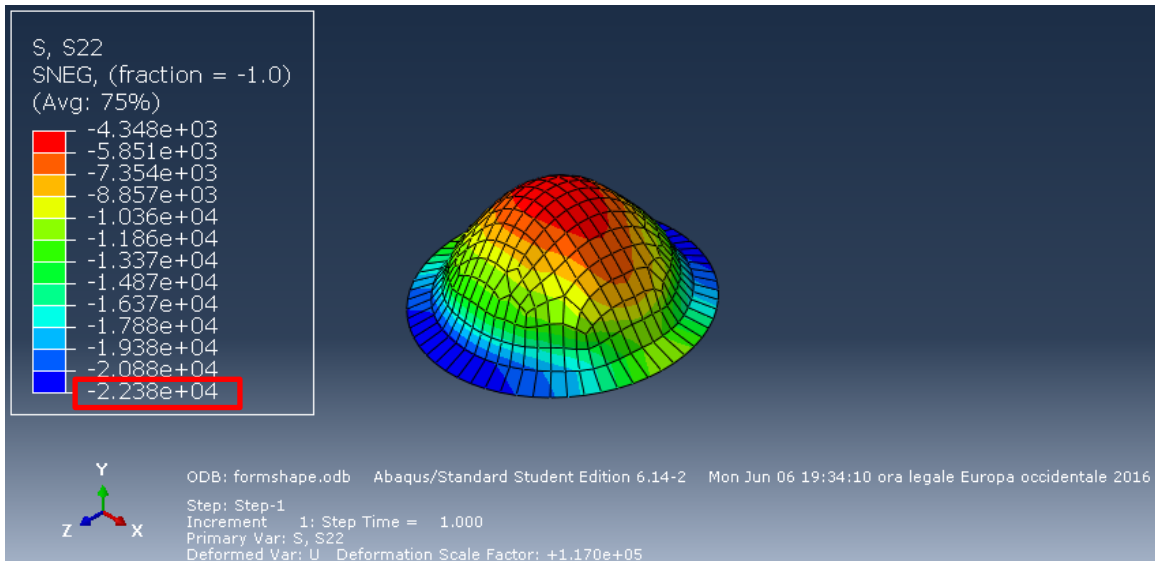 S, S22
SNEG, (fraction = -1.0)
(Avg: 75%)
-4.348e+03
-5.851e+03
-7.354e+03
-8.857e+03
-1.036e+04
-1.186e+04
-1.337e+04
-1.487e+04
-1.637e+04
-1.788e+04
-1.938e+04
-2.088e+04
-2.238e+04
Y
Z X
ODB: formshape.odb Abaqus/Standard Student Edition 6.14-2 Mon Jun 06 19:34:10 ora legale Europa occidentale 2016
Step: Step-1
Increment 1: Step Time = 1.000
Primary Var: S, S22
Deformed Var: U Deformation Scale Factor: +1.170e+05